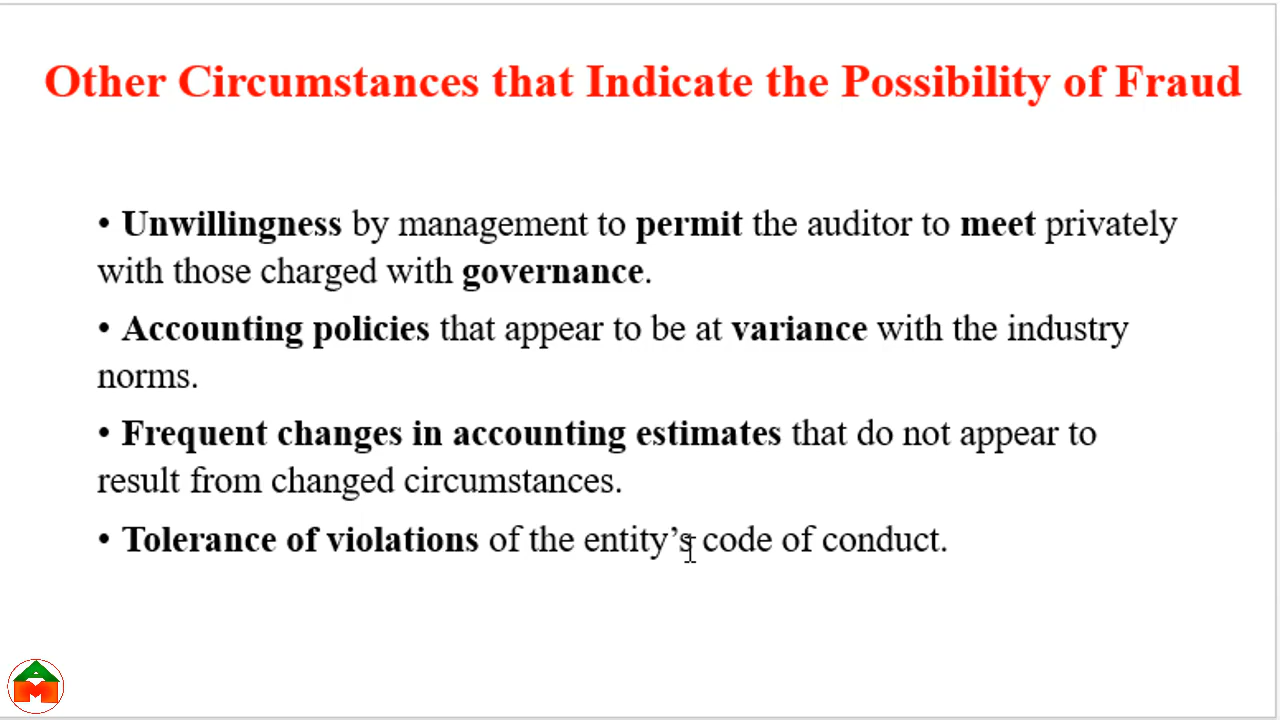 Other Circumstances that Indicate the Possibility of Fraud
• Unwillingness by management to permit the auditor to meet privately
with those charged with governance.
• Accounting policies that appear to be at variance with the industry
norms.
• Frequent changes in accounting estimates that do not appear to
result from changed circumstances.
• Tolerance of violations of the entity’s code of conduct.